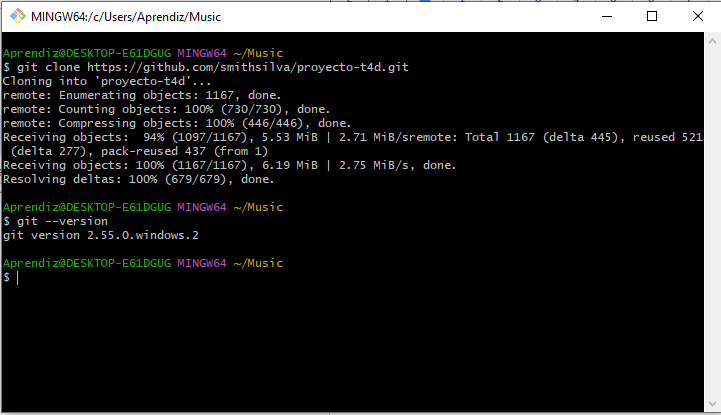 MINGW64:/c/Users/Aprendiz/Music
Aprendiz@DESKTOP-E61DGUG MINGW64 ~/Music
$ git clone https://github.com/smithsilva/proyecto-t4d.git
Cloning into 'proyecto-t4d'...
remote: Enumerating objects: 1167, done.
remote: Counting objects: 100% (730/730), done.
remote: Compressing objects: 100% (446/446), done.
Receiving objects:  94% (1097/1167), 5.53 MiB | 2.71 MiB/sremote: Total 1167 (delta 445), reused 521
 (delta 277), pack-reused 437 (from 1)
Receiving objects: 100% (1167/1167), 6.19 MiB | 2.75 MiB/s, done.
Resolving deltas: 100% (679/679), done.
Aprendiz@DESKTOP-E61DGUG MINGW64 ~/Music
$ git --version
git version 2.55.0.windows.2
Aprendiz@DESKTOP-E61DGUG MINGW64 ~/Music
$